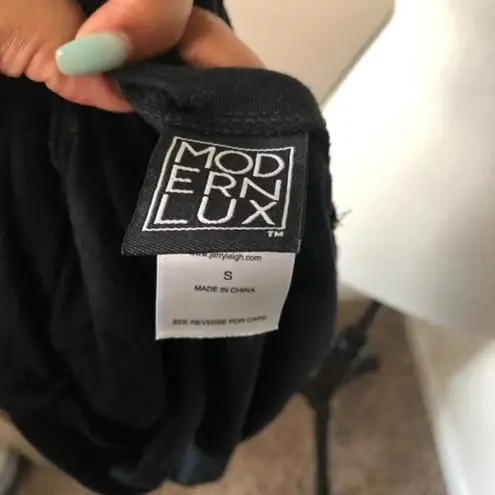 MOD
ERN
LUX
TM
www.jerryleigh.com
S
MADE IN CHINA
SEE REVERSE FOR CARE